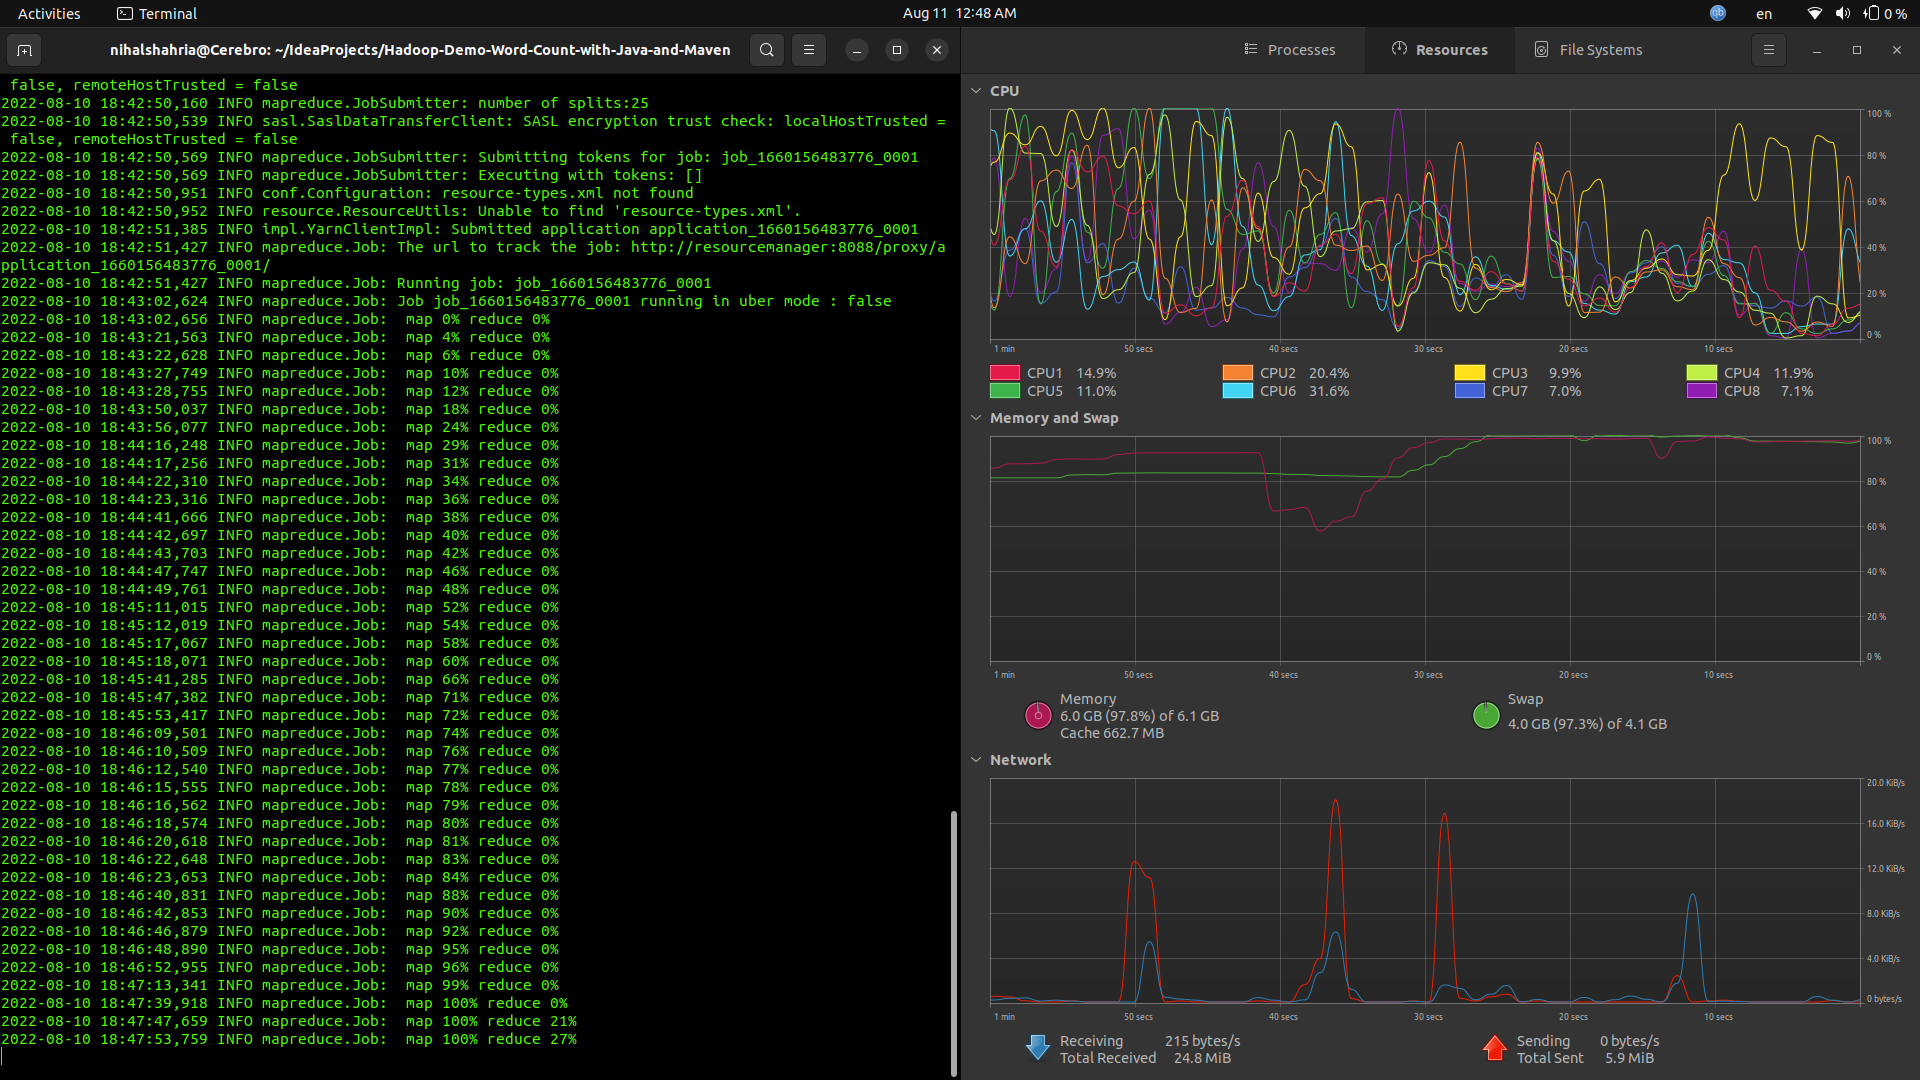 Activities
Terminal
Aug 11 12:48 AM
en
0 %
nihalshahria@Cerebro: ~/IdeaProjects/Hadoop-Demo-Word-Count-with-Java-and-Maven
false, remoteHostTrusted = false
2022-08-10 18:42:50,160 INFO mapreduce.JobSubmitter: number of splits:25
2022-08-10 18:42:50,539 INFO sasl.SaslDataTransferClient: SASL encryption trust check: localHostTrusted =
false, remoteHostTrusted = false
2022-08-10 18:42:50,569 INFO mapreduce.JobSubmitter: Submitting tokens for job: job_1660156483776_0001
2022-08-10 18:42:50,569 INFO mapreduce.JobSubmitter: Executing with tokens: []
2022-08-10 18:42:50,951 INFO conf.Configuration: resource-types.xml not found
2022-08-10 18:42:50,952 INFO resource.ResourceUtils: Unable to find 'resource-types.xml'.
2022-08-10 18:42:51,385 INFO impl.YarnClientImpl: Submitted application application_1660156483776_0001
2022-08-10 18:42:51,427 INFO mapreduce.Job: The url to track the job: http://resourcemanager:8088/proxy/a
pplication_1660156483776_0001/
2022-08-10 18:42:51,427 INFO mapreduce.Job: Running job: job_1660156483776_0001
2022-08-10 18:43:02,624 INFO mapreduce.Job: Job job_1660156483776_0001 running in uber mode : false
2022-08-10 18:43:02,656 INFO mapreduce.Job:  map 0% reduce 0%
2022-08-10 18:43:21,563 INFO mapreduce.Job:  map 4% reduce 0%
2022-08-10 18:43:22,628 INFO mapreduce.Job:  map 6% reduce 0%
2022-08-10 18:43:27,749 INFO mapreduce.Job:  map 10% reduce 0%
2022-08-10 18:43:28,755 INFO mapreduce.Job:  map 12% reduce 0%
2022-08-10 18:43:50,037 INFO mapreduce.Job:  map 18% reduce 0%
2022-08-10 18:43:56,077 INFO mapreduce.Job:  map 24% reduce 0%
2022-08-10 18:44:16,248 INFO mapreduce.Job:  map 29% reduce 0%
2022-08-10 18:44:17,256 INFO mapreduce.Job:  map 31% reduce 0%
2022-08-10 18:44:22,310 INFO mapreduce.Job:  map 34% reduce 0%
2022-08-10 18:44:23,316 INFO mapreduce.Job:  map 36% reduce 0%
2022-08-10 18:44:41,666 INFO mapreduce.Job:  map 38% reduce 0%
2022-08-10 18:44:42,697 INFO mapreduce.Job:  map 40% reduce 0%
2022-08-10 18:44:43,703 INFO mapreduce.Job:  map 42% reduce 0%
2022-08-10 18:44:47,747 INFO mapreduce.Job:  map 46% reduce 0%
2022-08-10 18:44:49,761 INFO mapreduce.Job:  map 48% reduce 0%
2022-08-10 18:45:11,015 INFO mapreduce.Job:  map 52% reduce 0%
2022-08-10 18:45:12,019 INFO mapreduce.Job:  map 54% reduce 0%
2022-08-10 18:45:17,067 INFO mapreduce.Job:  map 58% reduce 0%
2022-08-10 18:45:18,071 INFO mapreduce.Job:  map 60% reduce 0%
2022-08-10 18:45:41,285 INFO mapreduce.Job:  map 66% reduce 0%
2022-08-10 18:45:47,382 INFO mapreduce.Job:  map 71% reduce 0%
2022-08-10 18:45:53,417 INFO mapreduce.Job:  map 72% reduce 0%
2022-08-10 18:46:09,501 INFO mapreduce.Job:  map 74% reduce 0%
2022-08-10 18:46:10,509 INFO mapreduce.Job:  map 76% reduce 0%
2022-08-10 18:46:12,540 INFO mapreduce.Job:  map 77% reduce 0%
2022-08-10 18:46:15,555 INFO mapreduce.Job:  map 78% reduce 0%
2022-08-10 18:46:16,562 INFO mapreduce.Job:  map 79% reduce 0%
2022-08-10 18:46:18,574 INFO mapreduce.Job:  map 80% reduce 0%
2022-08-10 18:46:20,618 INFO mapreduce.Job:  map 81% reduce 0%
2022-08-10 18:46:22,648 INFO mapreduce.Job:  map 83% reduce 0%
2022-08-10 18:46:23,653 INFO mapreduce.Job:  map 84% reduce 0%
2022-08-10 18:46:40,831 INFO mapreduce.Job:  map 88% reduce 0%
2022-08-10 18:46:42,853 INFO mapreduce.Job:  map 90% reduce 0%
2022-08-10 18:46:46,879 INFO mapreduce.Job:  map 92% reduce 0%
2022-08-10 18:46:48,890 INFO mapreduce.Job:  map 95% reduce 0%
2022-08-10 18:46:52,955 INFO mapreduce.Job:  map 96% reduce 0%
2022-08-10 18:47:13,341 INFO mapreduce.Job:  map 99% reduce 0%
2022-08-10 18:47:39,918 INFO mapreduce.Job:  map 100% reduce 0%
2022-08-10 18:47:47,659 INFO mapreduce.Job:  map 100% reduce 21%
2022-08-10 18:47:53,759 INFO mapreduce.Job:  map 100% reduce 27%
Processes
Resources
File Systems
CPU
100 %
80 %
60 %
40 %
20 %
0 %
1 min 50 secs 40 secs 30 secs 20 secs 10 secs
CPU1 14.9% CPU2 20.4% CPU3 9.9% CPU4 11.9%
CPU5 11.0% CPU6 31.6% CPU7 7.0% CPU8 7.1%
Memory and Swap
100 %
80 %
60 %
40 %
20 %
0 %
1 min 50 secs 40 secs 30 secs 20 secs 10 secs
Memory
6.0 GB (97.8%) of 6.1 GB
Cache 662.7 MB
Swap
4.0 GB (97.3%) of 4.1 GB
Network
20.0 KiB/s
16.0 KiB/s
12.0 KiB/s
8.0 KiB/s
4.0 KiB/s
0 bytes/s
1 min 50 secs 40 secs 30 secs 20 secs 10 secs
Receiving 215 bytes/s
Total Received 24.8 MiB
Sending 0 bytes/s
Total Sent 5.9 MiB